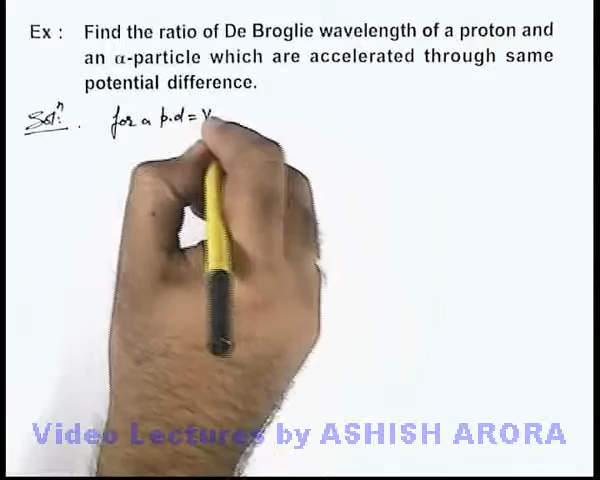 Ex : Find the ratio of De Broglie wavelength of a proton and
an α-particle which are accelerated through same
potential difference.
Solⁿ: for a p.d = V
Video Lectures by ASHISH ARORA